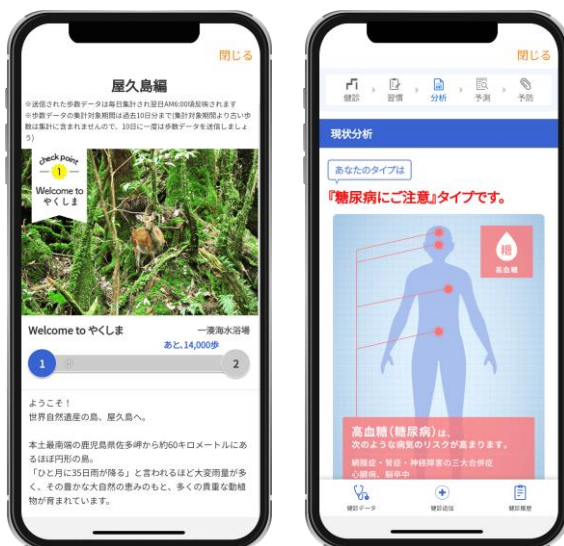 閉じる
屋久島編
※送信された歩数データは毎日集計され翌日AM6:00頃反映されます
※歩数データの集計対象期間は過去10日分まで(集計対象期間より古い歩
数は集計に含まれませんので、10日に一度は歩数データを送信しましょ
う)
check point
1
Welcome to
やくしま
Welcome to やくしま
一湊海水浴場
あと、14,000歩
1
2
ようこそ！
世界自然遺産の島、屋久島へ。
本土最南端の鹿児島県佐多岬から約60キロメートルにあ
るほぼ円形の島。
「ひと月に35日雨が降る」と言われるほど大変雨量が多
く、その豊かな大自然の恵みのもと、多くの貴重な動植
物が育まれています。
閉じる
健診
習慣
分析
予測
予防
現状分析
あなたのタイプは
『糖尿病にご注意』タイプです。
糖
高血糖
高血糖(糖尿病)は、
次のような病気のリスクが高まります。
網膜症・腎症・神経障害の三大合併症
心臓病、脳卒中
健診データ
健診追加
健診履歴